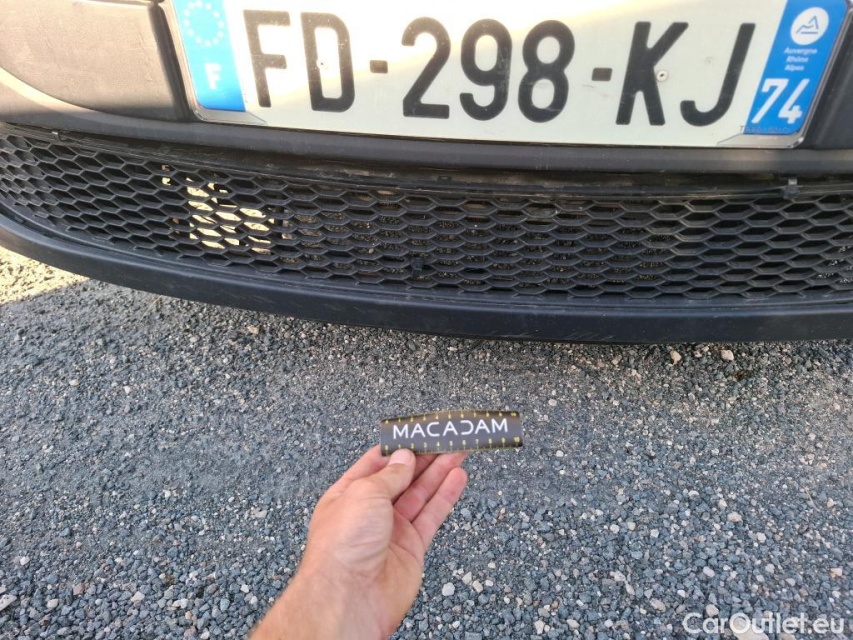 FD-298-KJ
F
Auvergne
Rhône
Alpes
74
MACADAM
CarOutlet.eu